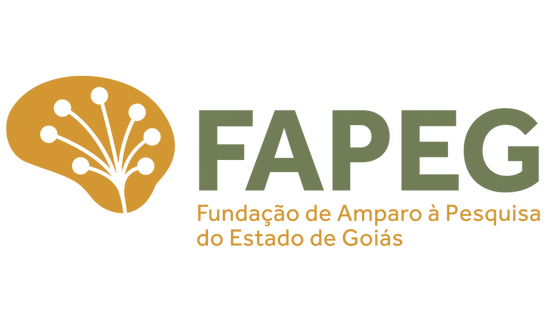 FAPEG
Fundação de Amparo à Pesquisa
do Estado de Goiás